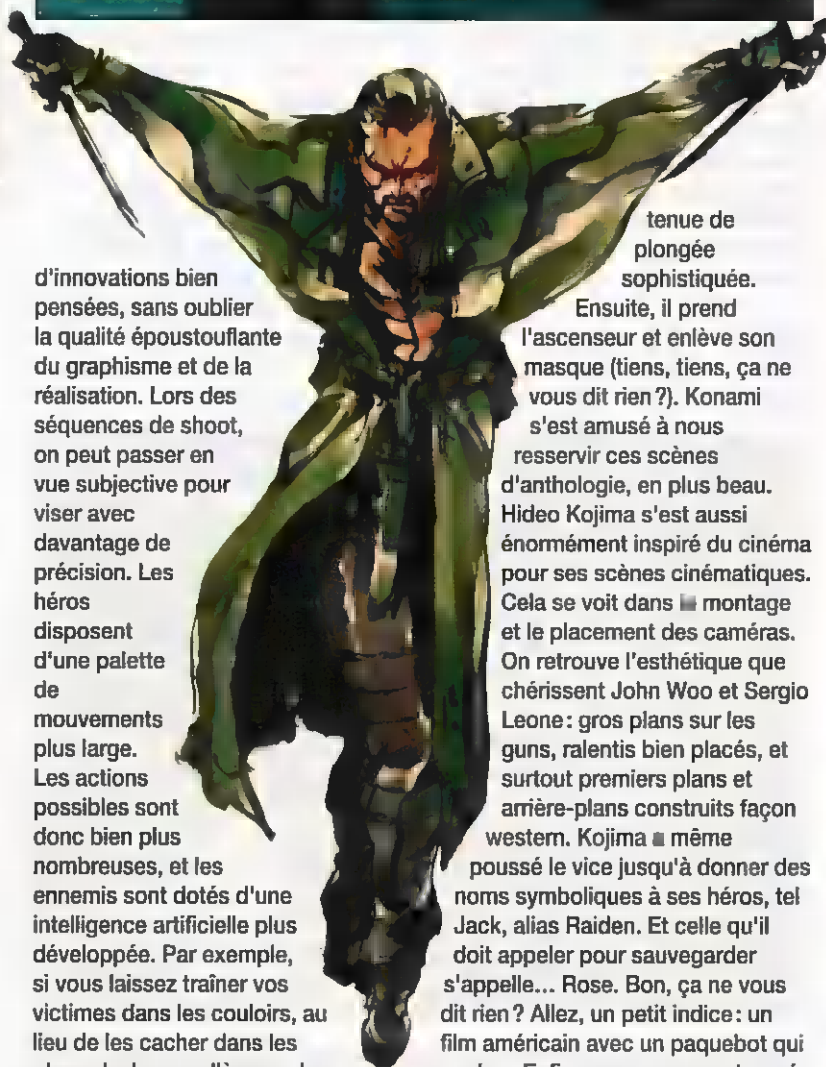 d'innovations bien
pensées, sans oublier
la qualité époustouflante
du graphisme et de la
réalisation. Lors des
séquences de shoot,
on peut passer en
vue subjective pour
viser avec
davantage de
précision. Les
héros
disposent
d'une palette
de
mouvements
plus large.
Les actions
possibles sont
donc bien plus
nombreuses, et les
ennemis sont dotés d'une
intelligence artificielle plus
développée. Par exemple,
si vous laissez traîner vos
victimes dans les couloirs, au
lieu de les cacher dans les
tenue de
plongée
sophistiquée.
Ensuite, il prend
l'ascenseur et enlève son
masque (tiens, tiens, ça ne
vous dit rien ?). Konami
s'est amusé à nous
resservir ces scènes
d'anthologie, en plus beau.
Hideo Kojima s'est aussi
énormément inspiré du cinéma
pour ses scènes cinématiques.
Cela se voit dans le montage
et le placement des caméras.
On retrouve l'esthétique que
chérissent John Woo et Sergio
Leone : gros plans sur les
guns, ralentis bien placés, et
surtout premiers plans et
arrière-plans construits façon
western. Kojima a même
poussé le vice jusqu'à donner des
noms symboliques à ses héros, tel
Jack, alias Raiden. Et celle qu'il
doit appeler pour sauvegarder
s'appelle... Rose. Bon, ça ne vous
dit rien ? Allez, un petit indice : un
film américain avec un paquebot qui